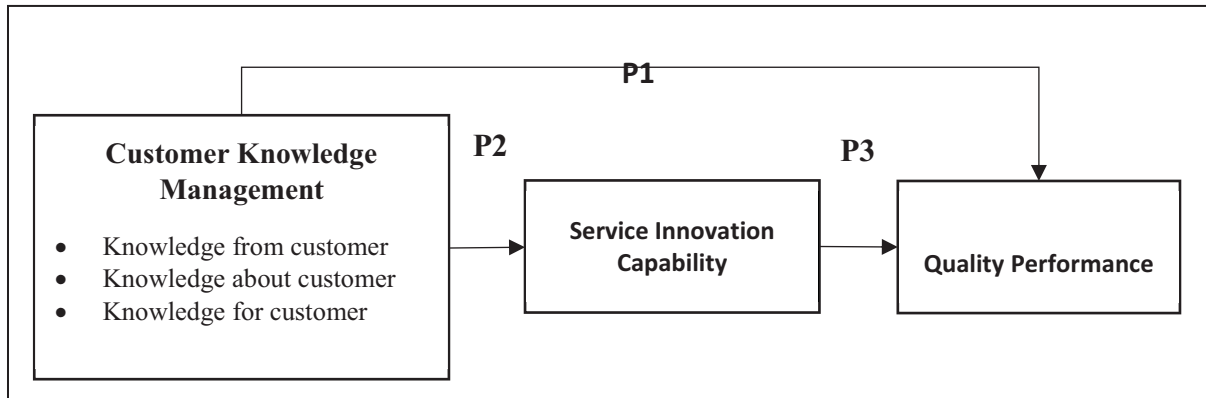 P1
Customer Knowledge
Management
• Knowledge from customer
• Knowledge about customer
• Knowledge for customer
P2
Service Innovation
Capability
P3
Quality Performance